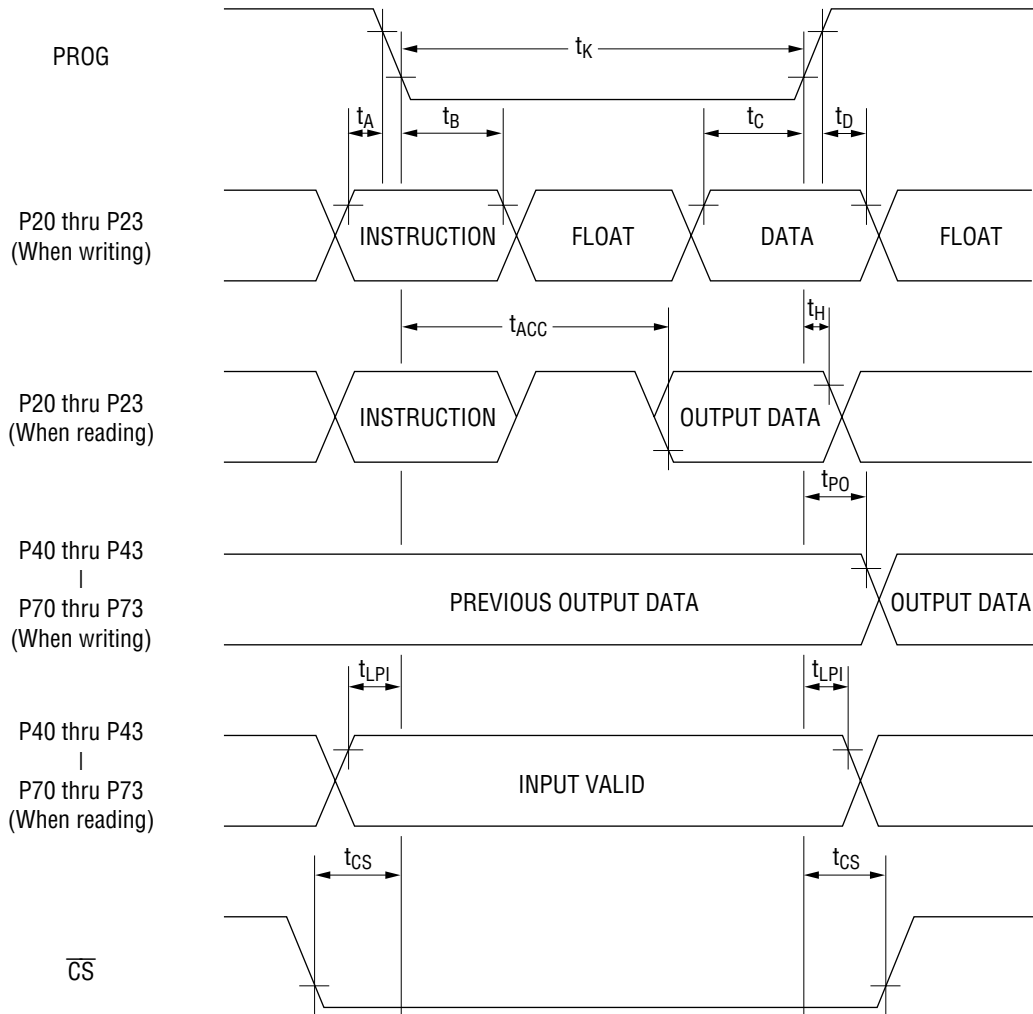 PROG
tK
tA
tB
tC
tD
P20 thru P23
(When writing)
INSTRUCTION
FLOAT
DATA
FLOAT
tACC
tH
P20 thru P23
(When reading)
INSTRUCTION
OUTPUT DATA
tPO
P40 thru P43
|
P70 thru P73
(When writing)
PREVIOUS OUTPUT DATA
OUTPUT DATA
tLPI
tLPI
P40 thru P43
|
P70 thru P73
(When reading)
INPUT VALID
tCS
tCS
C̅S̅